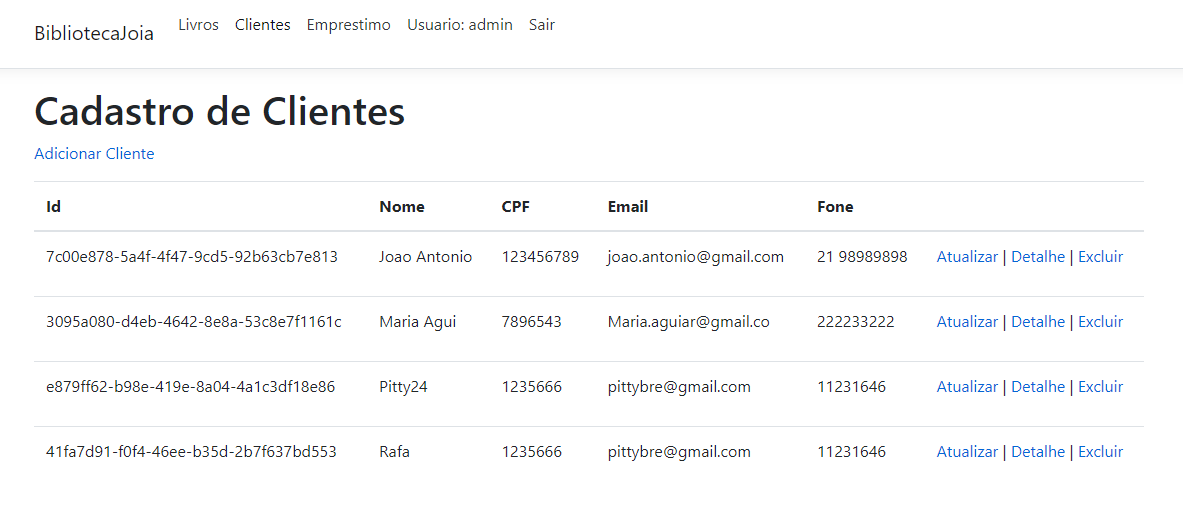 BibliotecaJoia Livros Clientes Emprestimo Usuario: admin Sair
Cadastro de Clientes
Adicionar Cliente
Id Nome CPF Email Fone
7c00e878-5a4f-4f47-9cd5-92b63cb7e813 Joao Antonio 123456789 joao.antonio@gmail.com 21 98989898 Atualizar | Detalhe | Excluir
3095a080-d4eb-4642-8e8a-53c8e7f1161c Maria Agui 7896543 Maria.aguiar@gmail.co 222233222 Atualizar | Detalhe | Excluir
e879ff62-b98e-419e-8a04-4a1c3df18e86 Pitty24 1235666 pittybre@gmail.com 11231646 Atualizar | Detalhe | Excluir
41fa7d91-f0f4-46ee-b35d-2b7f637bd553 Rafa 1235666 pittybre@gmail.com 11231646 Atualizar | Detalhe | Excluir